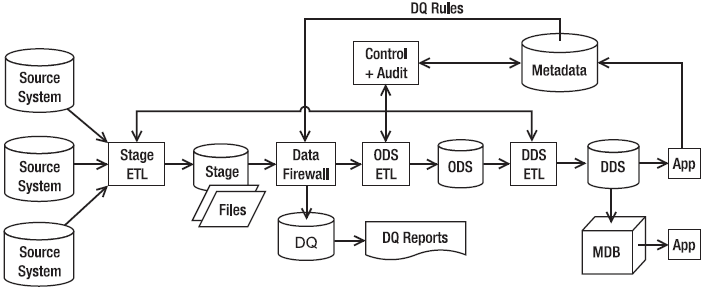 DQ Rules
Control
+ Audit
Metadata
Source
System
Source
System
Source
System
Stage
ETL
Stage
Files
Data
Firewall
ODS
ETL
ODS
DDS
ETL
DDS
App
DQ
DQ Reports
MDB
App